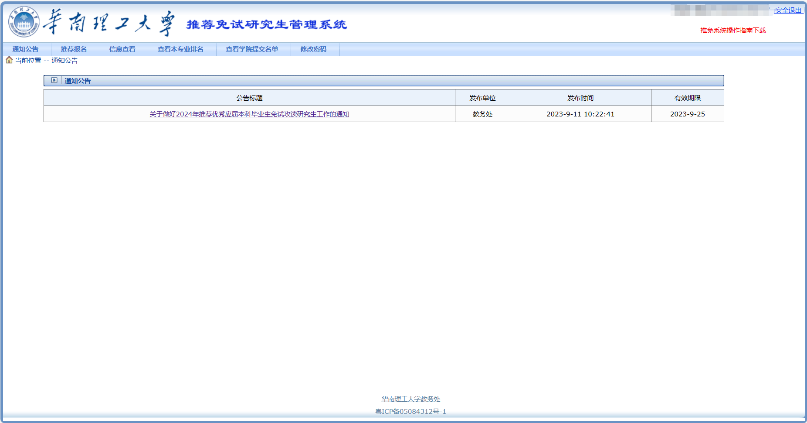 华南理工大学 推荐免试研究生管理系统
安全退出
推免系统操作指南下载
通知公告 推荐报名 信息查看 查看本专业排名 查看学院提交名单 修改密码
当前位置 -- 通知公告
通知公告
公告标题 发布单位 发布时间 有效期限
关于做好2024年推荐优秀应届本科毕业生免试攻读研究生工作的通知 教务处 2023-9-11 10:22:41 2023-9-25
华南理工大学教务处
粤ICP备05084312号-1